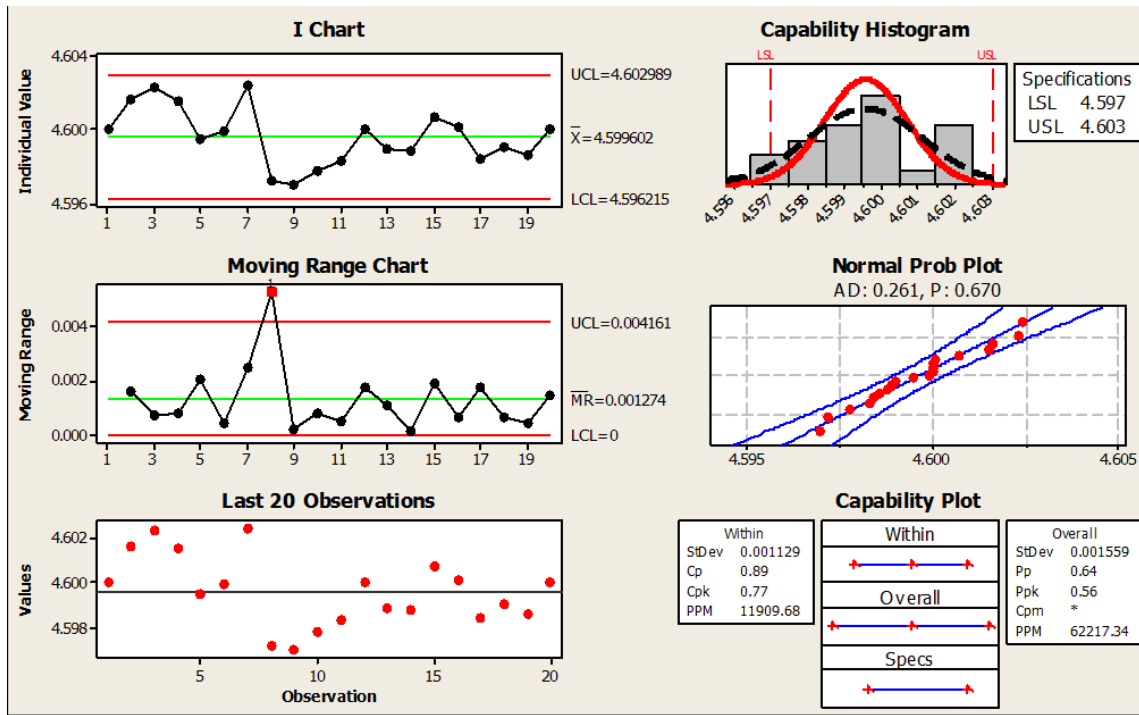 I Chart
Individual Value
4.604
4.600
4.596
UCL=4.602989
X=4.599602
LCL=4.596215
1 3 5 7 9 11 13 15 17 19
Capability Histogram
LSL USL
Specifications
LSL 4.597
USL 4.603
4.596 4.597 4.598 4.599 4.600 4.601 4.602 4.603
Moving Range Chart
Moving Range
0.004
0.002
0.000
1
UCL=0.004161
MR=0.001274
LCL=0
1 3 5 7 9 11 13 15 17 19
Normal Prob Plot
AD: 0.261, P: 0.670
4.595 4.600 4.605
Last 20 Observations
Values
4.602
4.600
4.598
5 10 15 20
Observation
Capability Plot
Within
StDev 0.001129
Cp 0.89
Cpk 0.77
PPM 11909.68
Within
Overall
Specs
Overall
StDev 0.001559
Pp 0.64
Ppk 0.56
Cpm *
PPM 62217.34